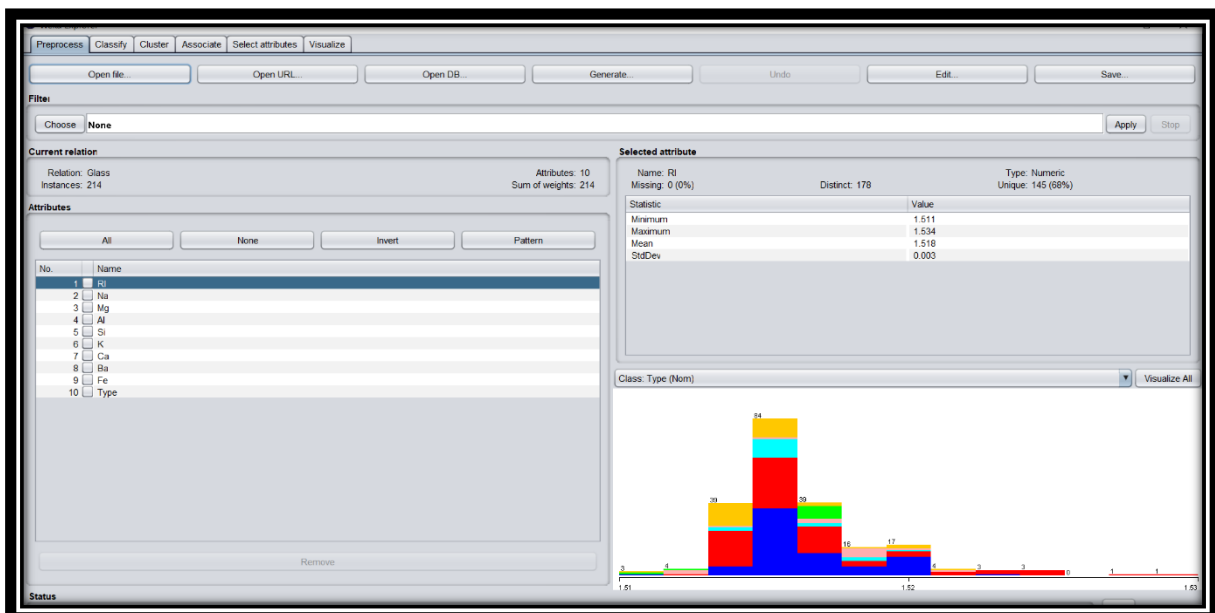 Preprocess Classify Cluster Associate Select attributes Visualize
Open file... Open URL... Open DB... Generate... Undo Edit... Save...
Filter
Choose None Apply Stop
Current relation
Relation: Glass Attributes: 10
Instances: 214 Sum of weights: 214
Attributes
All None Invert Pattern
No. Name
1 RI
2 Na
3 Mg
4 Al
5 Si
6 K
7 Ca
8 Ba
9 Fe
10 Type
Remove
Status
Selected attribute
Name: RI Type: Numeric
Missing: 0 (0%) Distinct: 178 Unique: 145 (68%)
Statistic Value
Minimum 1.511
Maximum 1.534
Mean 1.518
StdDev 0.003
Class: Type (Nom) Visualize All
84
39 39
16 17
3 4 4 3 3 0 1 1
1.51 1.52 1.53